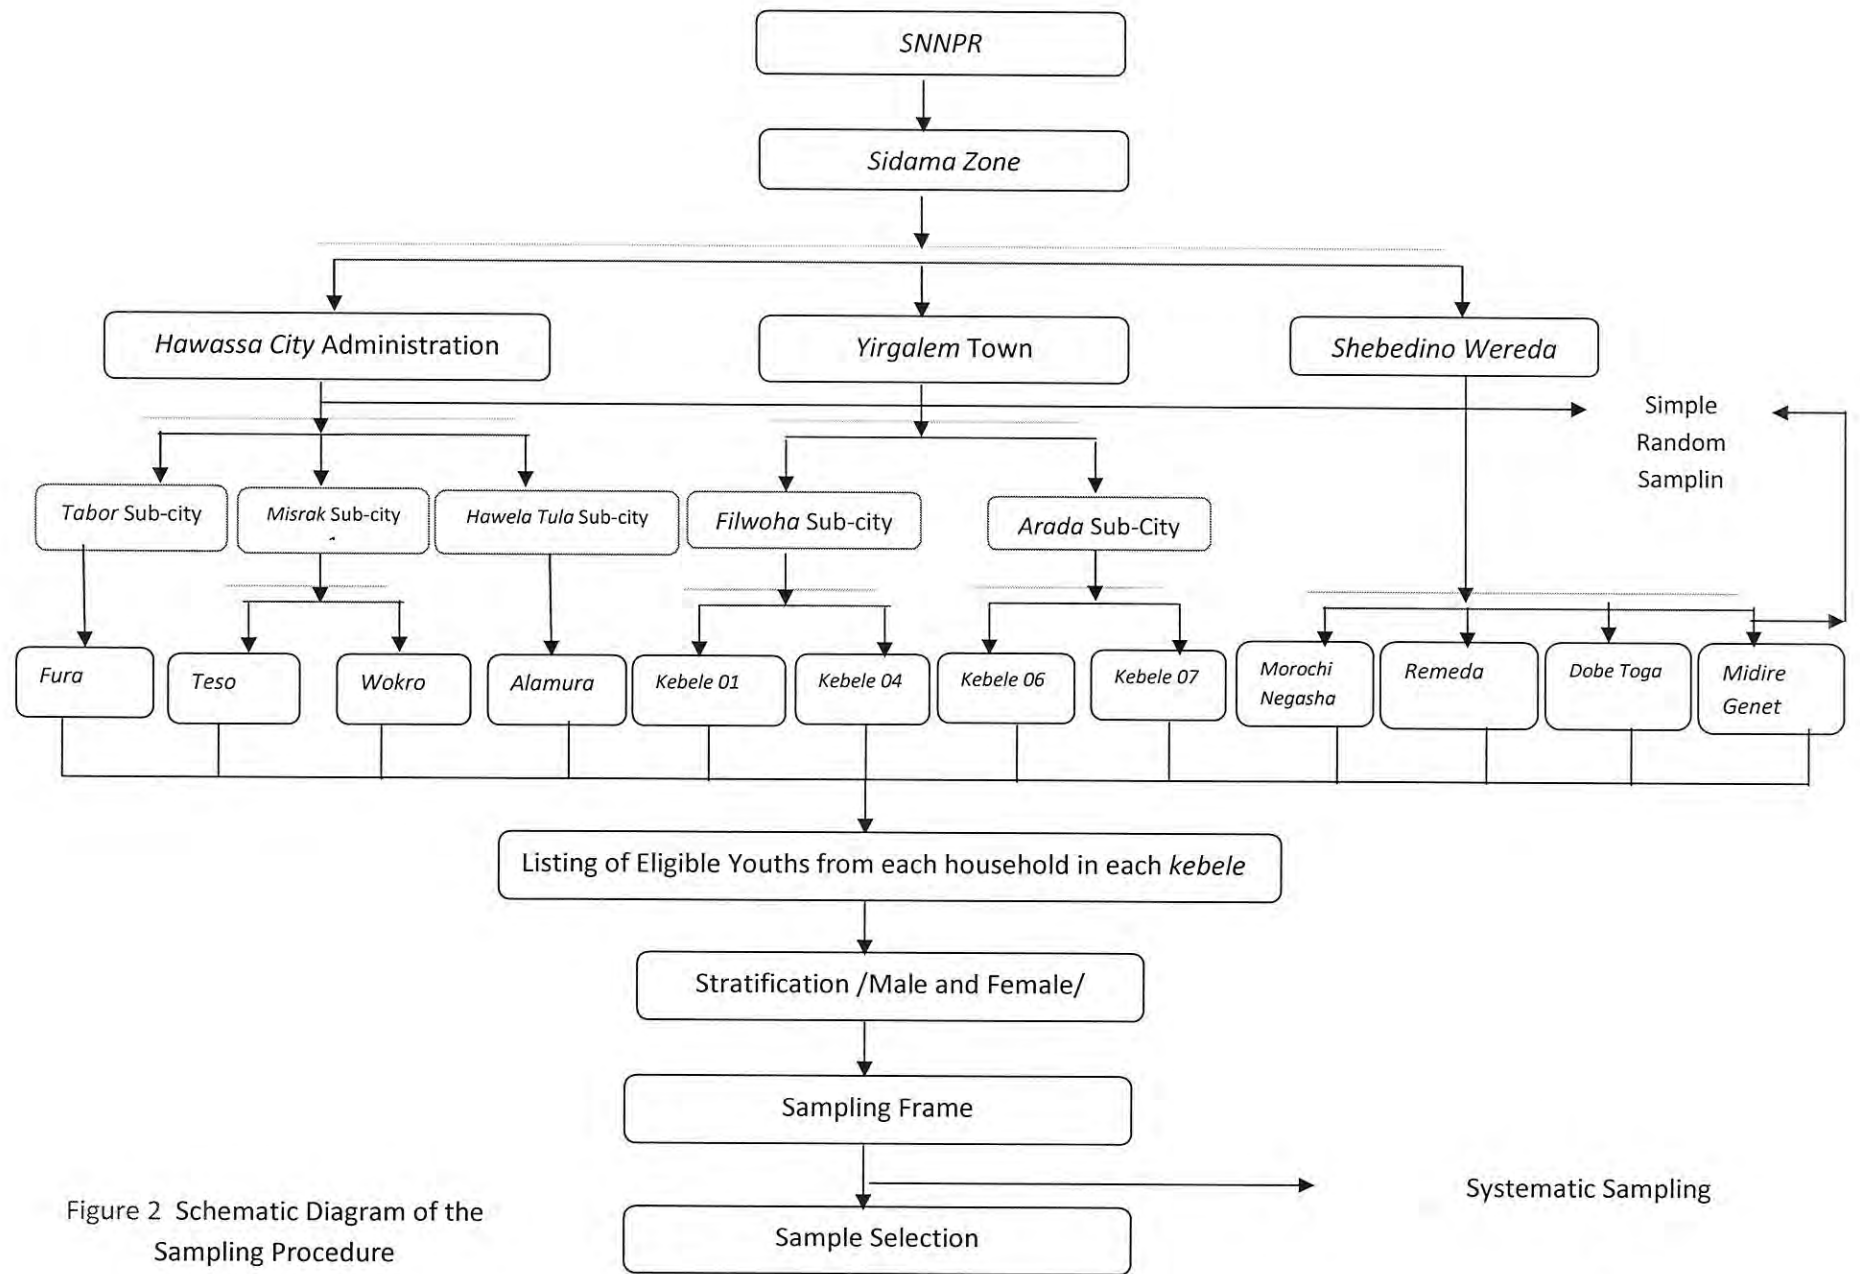 SNNPR
Sidama Zone
Hawassa City Administration
Yirgalem Town
Shebedino Wereda
Simple
Random
Samplin
Tabor Sub-city
Misrak Sub-city
Hawela Tula Sub-city
Filwoha Sub-city
Arada Sub-City
Fura
Teso
Wokro
Alamura
Kebele 01
Kebele 04
Kebele 06
Kebele 07
Morochi
Negasha
Remeda
Dobe Toga
Midire
Genet
Listing of Eligible Youths from each household in each kebele
Stratification /Male and Female/
Sampling Frame
Systematic Sampling
Sample Selection
Figure 2 Schematic Diagram of the
Sampling Procedure